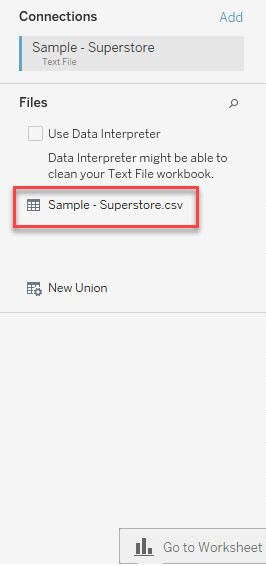 Connections Add
Sample - Superstore
Text File
Files
Use Data Interpreter
Data Interpreter might be able to
clean your Text File workbook.
Sample - Superstore.csv
New Union
Go to Worksheet